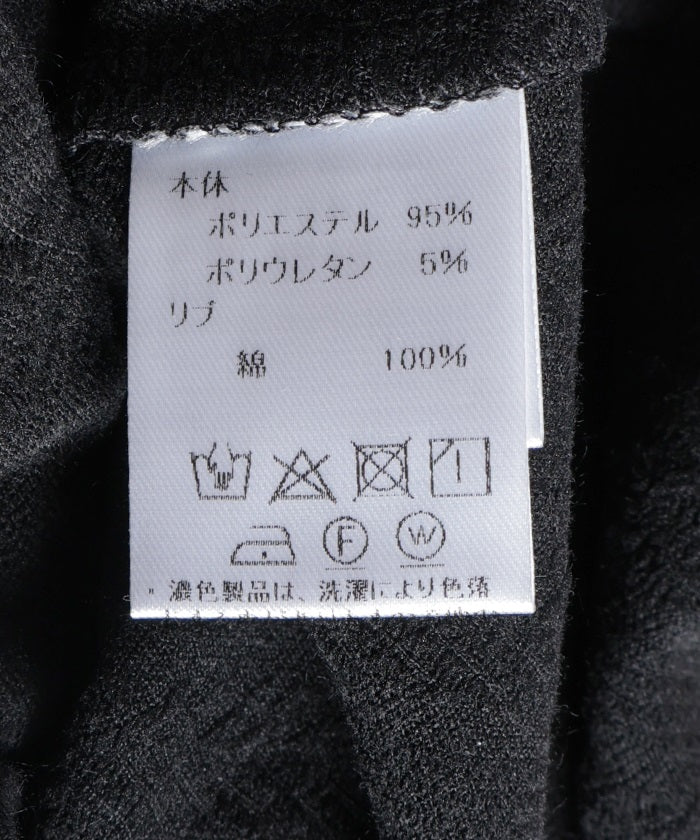 本体
ポリエステル 95%
ポリウレタン 5%
リブ
綿 100%
F W
濃色製品は、洗濯により色落